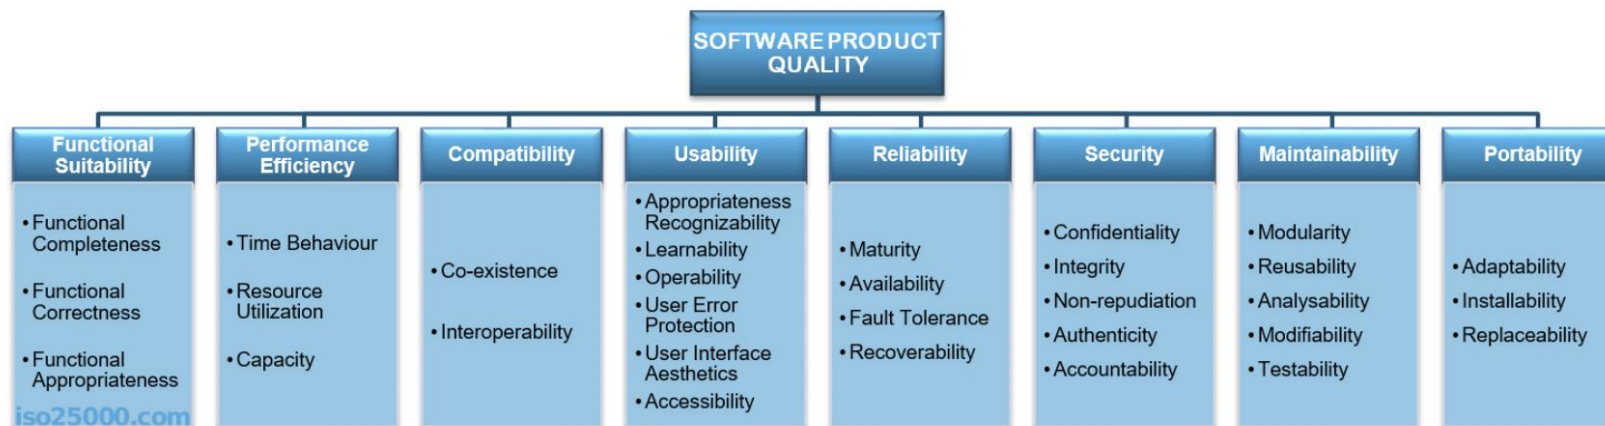 SOFTWARE PRODUCT
QUALITY
Functional
Suitability
• Functional
Completeness
• Functional
Correctness
• Functional
Appropriateness
Performance
Efficiency
• Time Behaviour
• Resource
Utilization
• Capacity
Compatibility
• Co-existence
• Interoperability
Usability
• Appropriateness
Recognizability
• Learnability
• Operability
• User Error
Protection
• User Interface
Aesthetics
• Accessibility
Reliability
• Maturity
• Availability
• Fault Tolerance
• Recoverability
Security
• Confidentiality
• Integrity
• Non-repudiation
• Authenticity
• Accountability
Maintainability
• Modularity
• Reusability
• Analysability
• Modifiability
• Testability
Portability
• Adaptability
• Installability
• Replaceability
iso25000.com